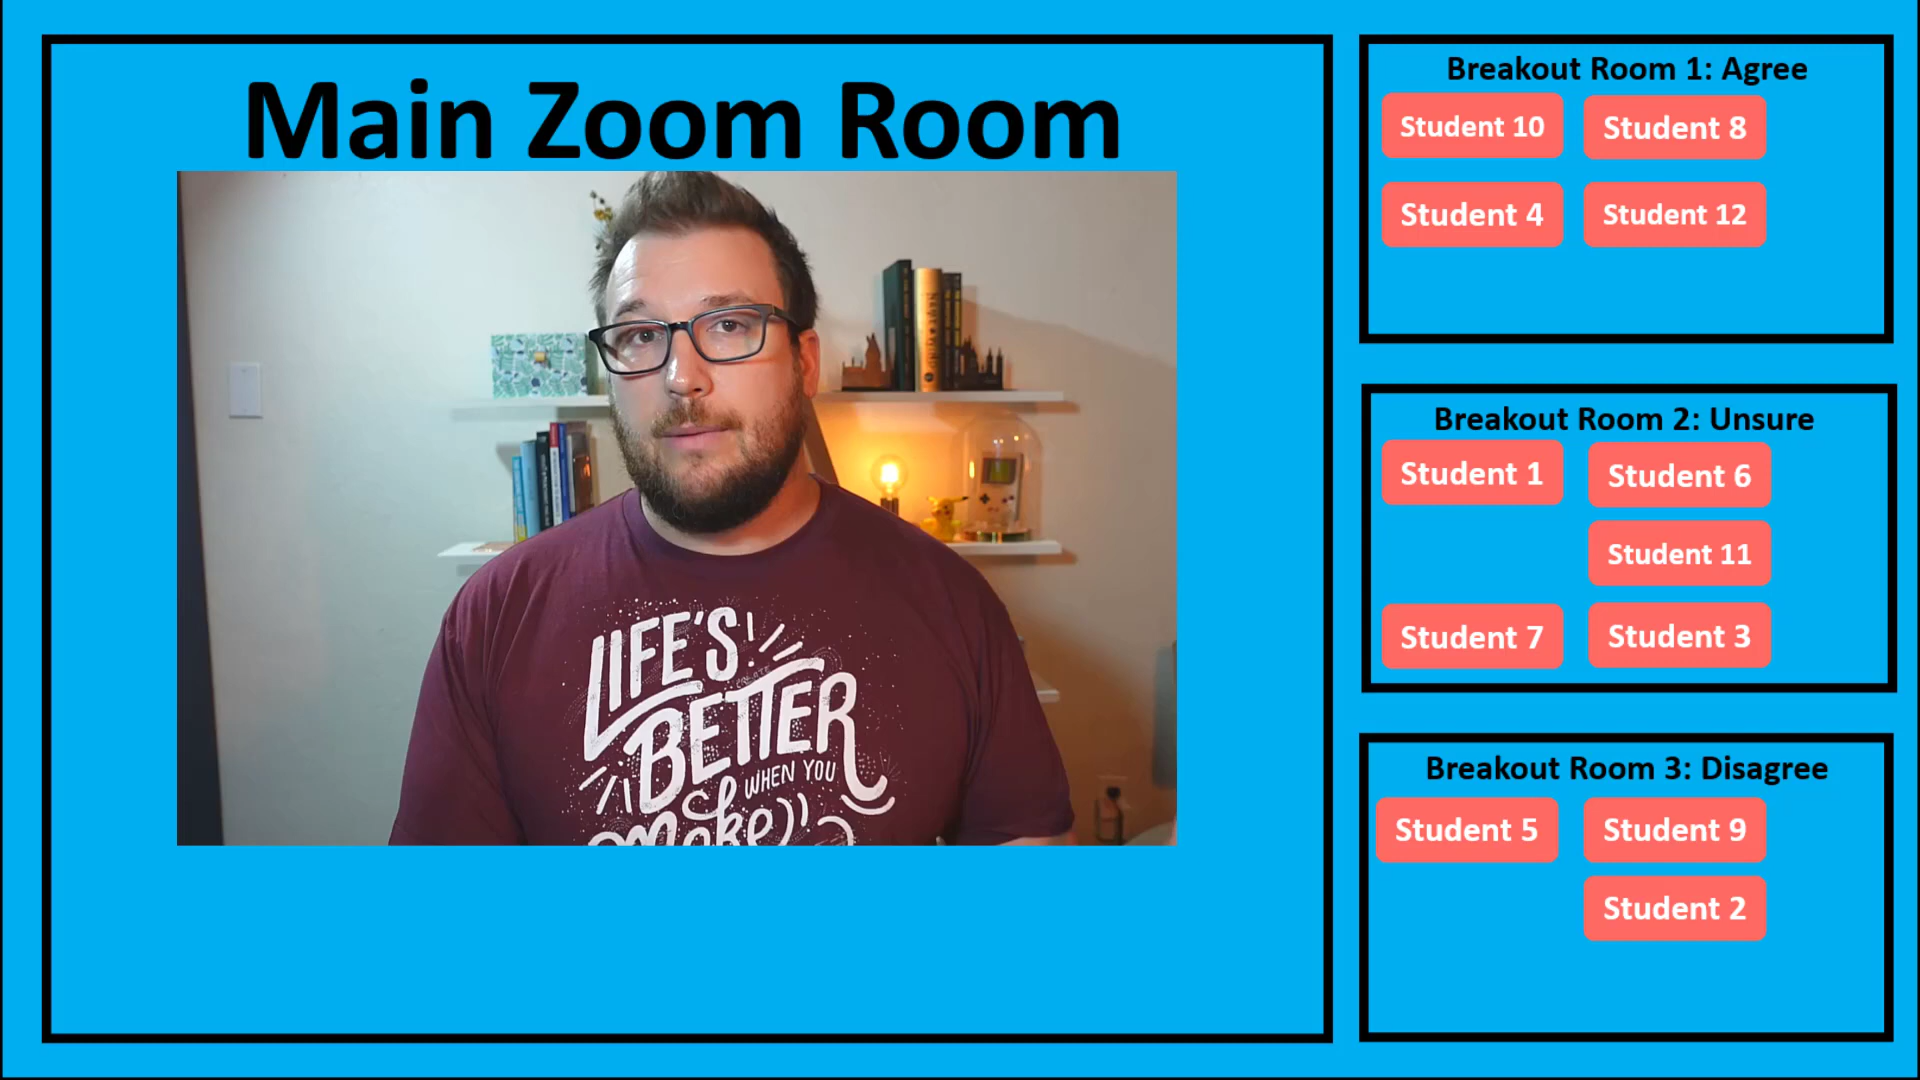 Main Zoom Room
LIFE'S
BETTER
WHEN YOU
Make
Breakout Room 1: Agree
Student 10 Student 8
Student 4 Student 12
Breakout Room 2: Unsure
Student 1 Student 6
Student 11
Student 7 Student 3
Breakout Room 3: Disagree
Student 5 Student 9
Student 2